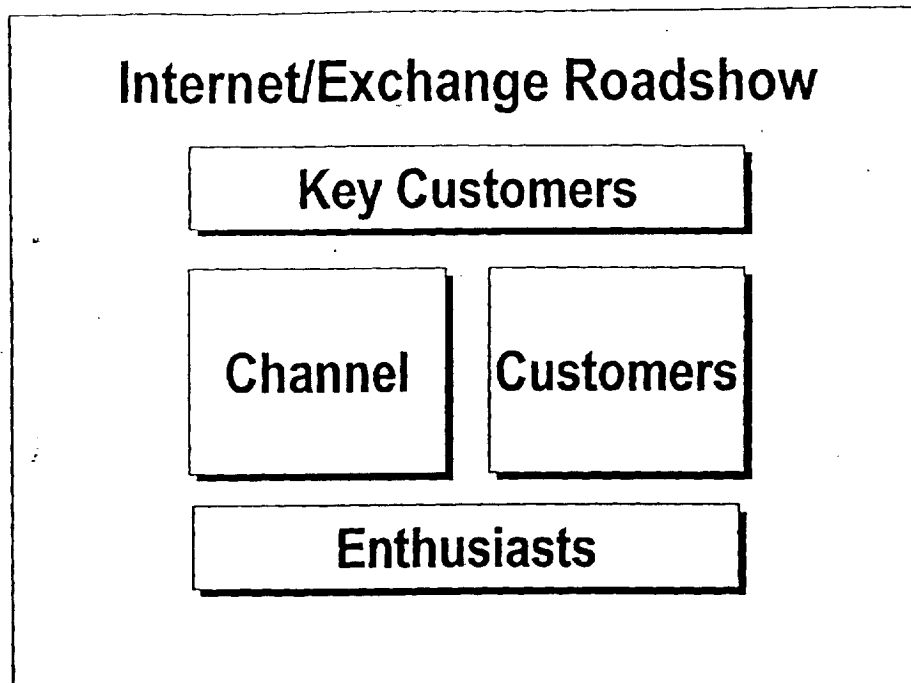 Internet/Exchange Roadshow
Key Customers
Channel
Customers
Enthusiasts